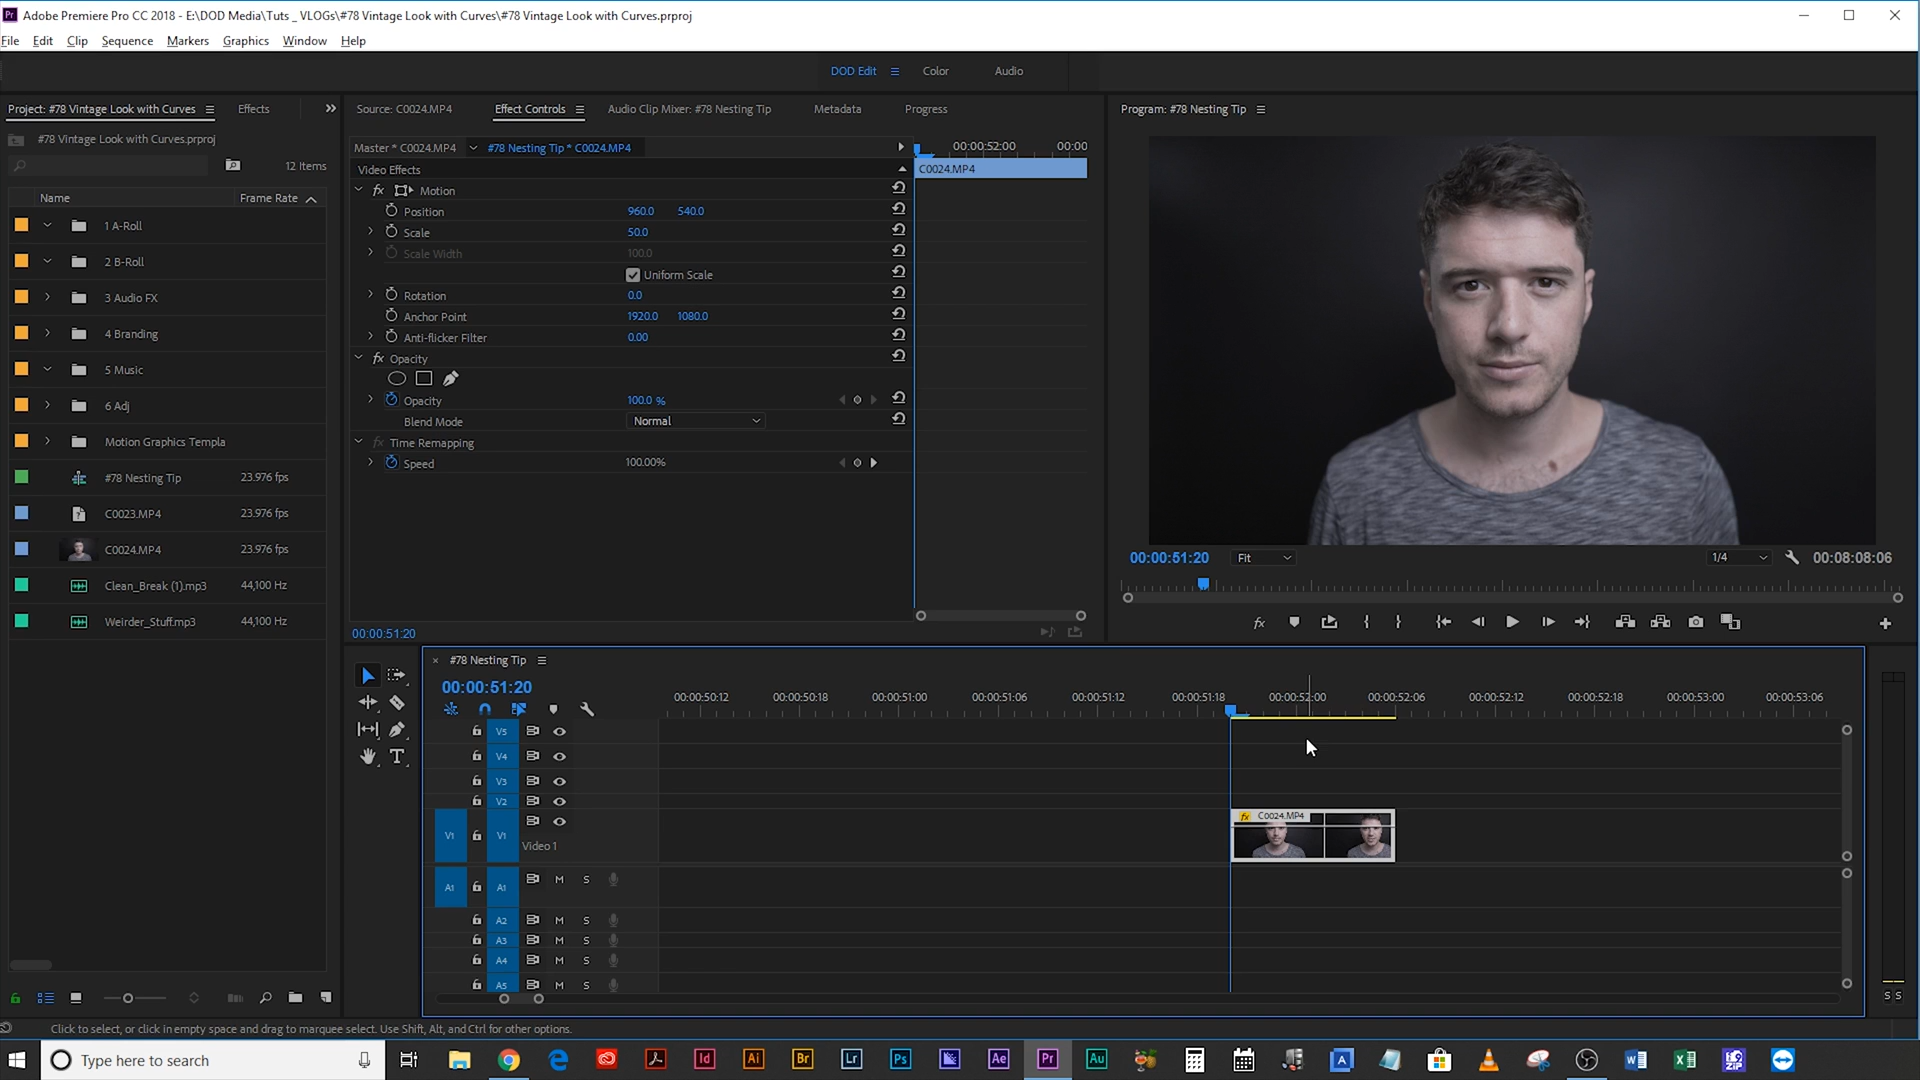 Adobe Premiere Pro CC 2018 - E:\DOD Media\Tuts _ VLOGs\#78 Vintage Look with Curves\#78 Vintage Look with Curves.prproj
File Edit Clip Sequence Markers Graphics Window Help
DOD Edit Color Audio
Project: #78 Vintage Look with Curves Effects
#78 Vintage Look with Curves.prproj
12 Items
Name Frame Rate
1 A-Roll
2 B-Roll
3 Audio FX
4 Branding
5 Music
6 Adj
Motion Graphics Templa
#78 Nesting Tip 23.976 fps
C0023.MP4 23.976 fps
C0024.MP4 23.976 fps
Clean_Break (1).mp3 44,100 Hz
Weirder_Stuff.mp3 44,100 Hz
Source: C0024.MP4 Effect Controls Audio Clip Mixer: #78 Nesting Tip Metadata Progress
Master * C0024.MP4 #78 Nesting Tip * C0024.MP4 00:00:52:00 00:00
Video Effects C0024.MP4
fx Motion
Position 960.0 540.0
Scale 50.0
Scale Width 100.0
Uniform Scale
Rotation 0.0
Anchor Point 1920.0 1080.0
Anti-flicker Filter 0.00
fx Opacity
Opacity 100.0 %
Blend Mode Normal
fx Time Remapping
Speed 100.00%
00:00:51:20
Program: #78 Nesting Tip
00:00:51:20 Fit 1/4 00:08:08:06
fx
#78 Nesting Tip
00:00:51:20
00:00:50:12 00:00:50:18 00:00:51:00 00:00:51:06 00:00:51:12 00:00:51:18 00:00:52:00 00:00:52:06 00:00:52:12 00:00:52:18 00:00:53:00 00:00:53:06
V5
V4
V3
V2
V1 V1
Video 1
fx C0024.MP4
A1 A1 M S
A2 M S
A3 M S
A4 M S
A5 M S
S S
T
Click to select, or click in empty space and drag to marquee select. Use Shift, Alt, and Ctrl for other options.
Type here to search
Id Ai Br Lr Ps Ae Pr Au